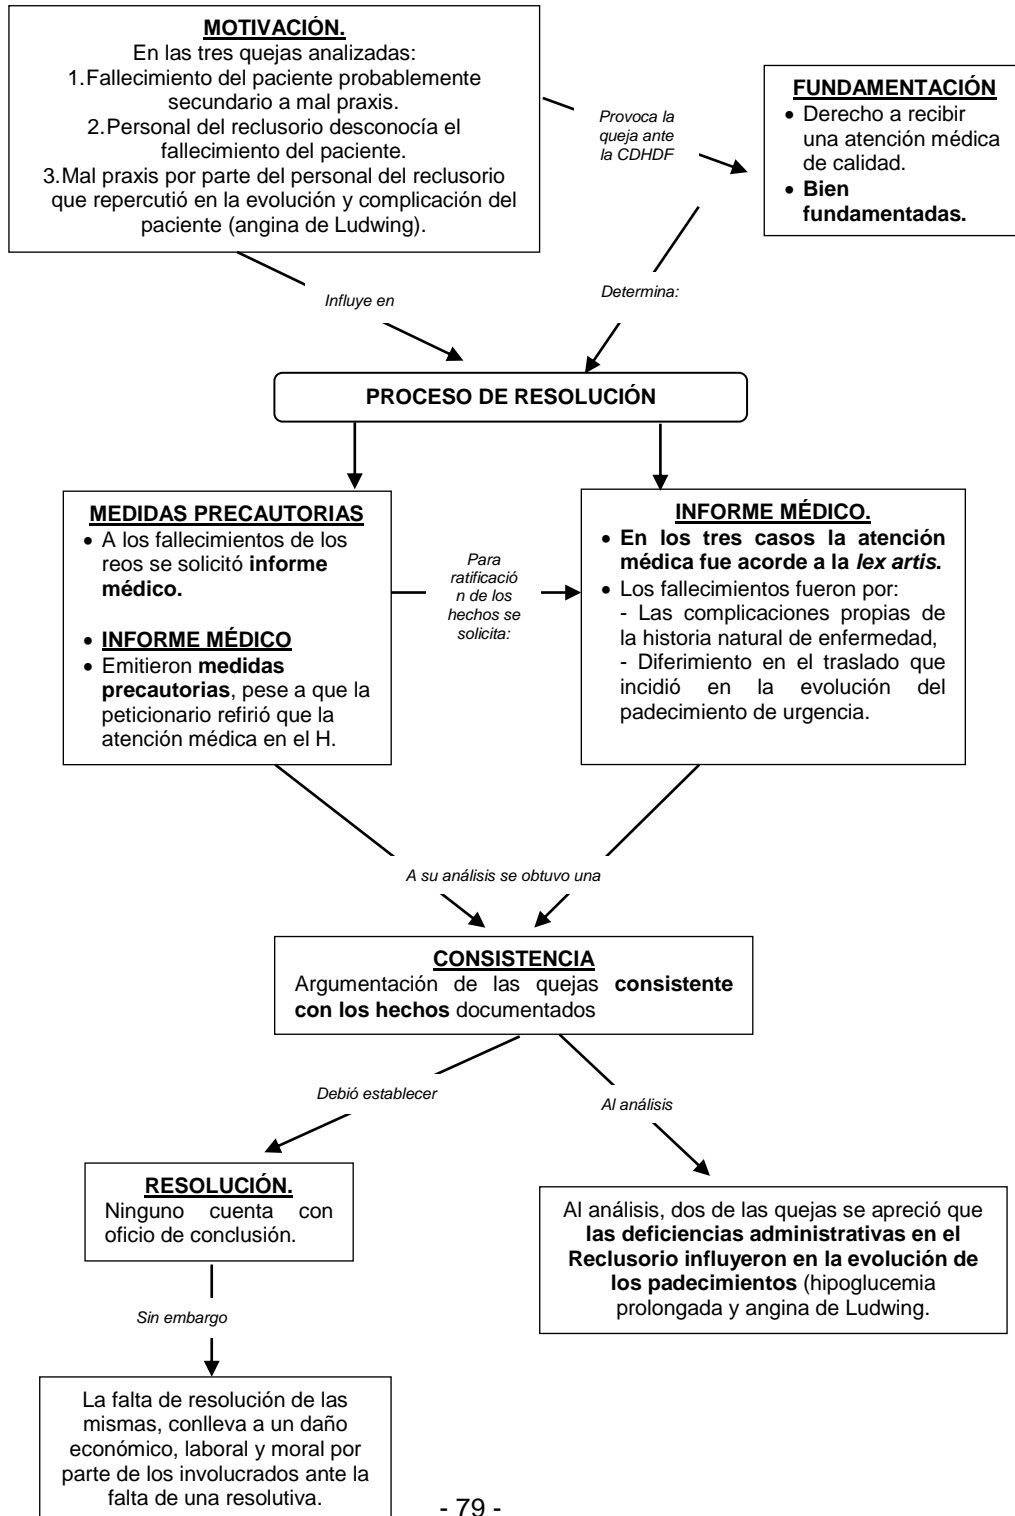 MOTIVACIÓN.
En las tres quejas analizadas:
1.Fallecimiento del paciente probablemente
secundario a mal praxis.
2.Personal del reclusorio desconocía el
fallecimiento del paciente.
3.Mal praxis por parte del personal del reclusorio
que repercutió en la evolución y complicación del
paciente (angina de Ludwing).
Provoca la
queja ante
la CDHDF
FUNDAMENTACIÓN
• Derecho a recibir
una atención médica
de calidad.
• Bien
fundamentadas.
Influye en
Determina:
PROCESO DE RESOLUCIÓN
MEDIDAS PRECAUTORIAS
• A los fallecimientos de los
reos se solicitó informe
médico.
• INFORME MÉDICO
• Emitieron medidas
precautorias, pese a que la
peticionario refirió que la
atención médica en el H.
Para
ratificació
n de los
hechos se
solicita:
INFORME MÉDICO.
• En los tres casos la atención
médica fue acorde a la lex artis.
• Los fallecimientos fueron por:
- Las complicaciones propias de
la historia natural de enfermedad,
- Diferimiento en el traslado que
incidió en la evolución del
padecimiento de urgencia.
A su análisis se obtuvo una
CONSISTENCIA
Argumentación de las quejas consistente
con los hechos documentados
Debió establecer
Al análisis
RESOLUCIÓN.
Ninguno cuenta con
oficio de conclusión.
Al análisis, dos de las quejas se apreció que
las deficiencias administrativas en el
Reclusorio influyeron en la evolución de
los padecimientos (hipoglucemia
prolongada y angina de Ludwing.
Sin embargo
La falta de resolución de las
mismas, conlleva a un daño
económico, laboral y moral por
parte de los involucrados ante la
falta de una resolutiva.
- 79 -